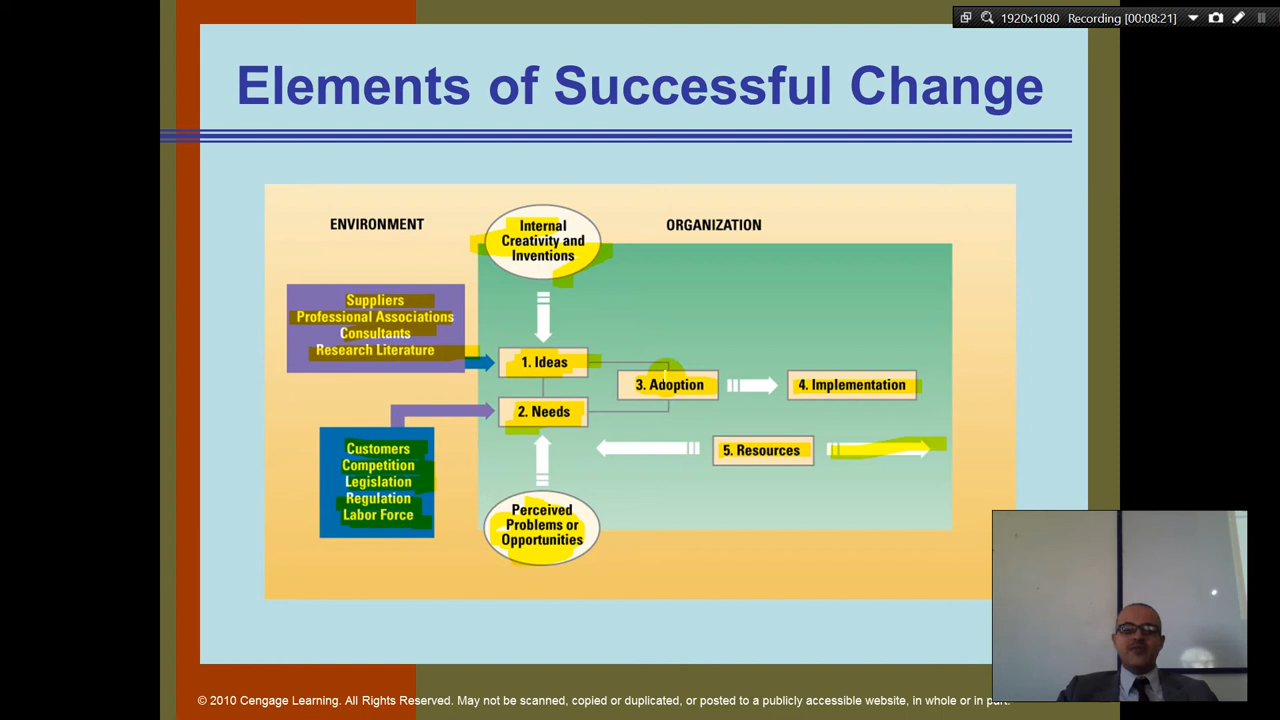 1920x1080 Recording [00:08:21]
Elements of Successful Change
ENVIRONMENT
ORGANIZATION
Internal
Creativity and
Inventions
Suppliers
Professional Associations
Consultants
Research Literature
1. Ideas
3. Adoption
4. Implementation
2. Needs
Customers
Competition
Legislation
Regulation
Labor Force
5. Resources
Perceived
Problems or
Opportunities
© 2010 Cengage Learning. All Rights Reserved. May not be scanned, copied or duplicated, or posted to a publicly accessible website, in whole or in part.